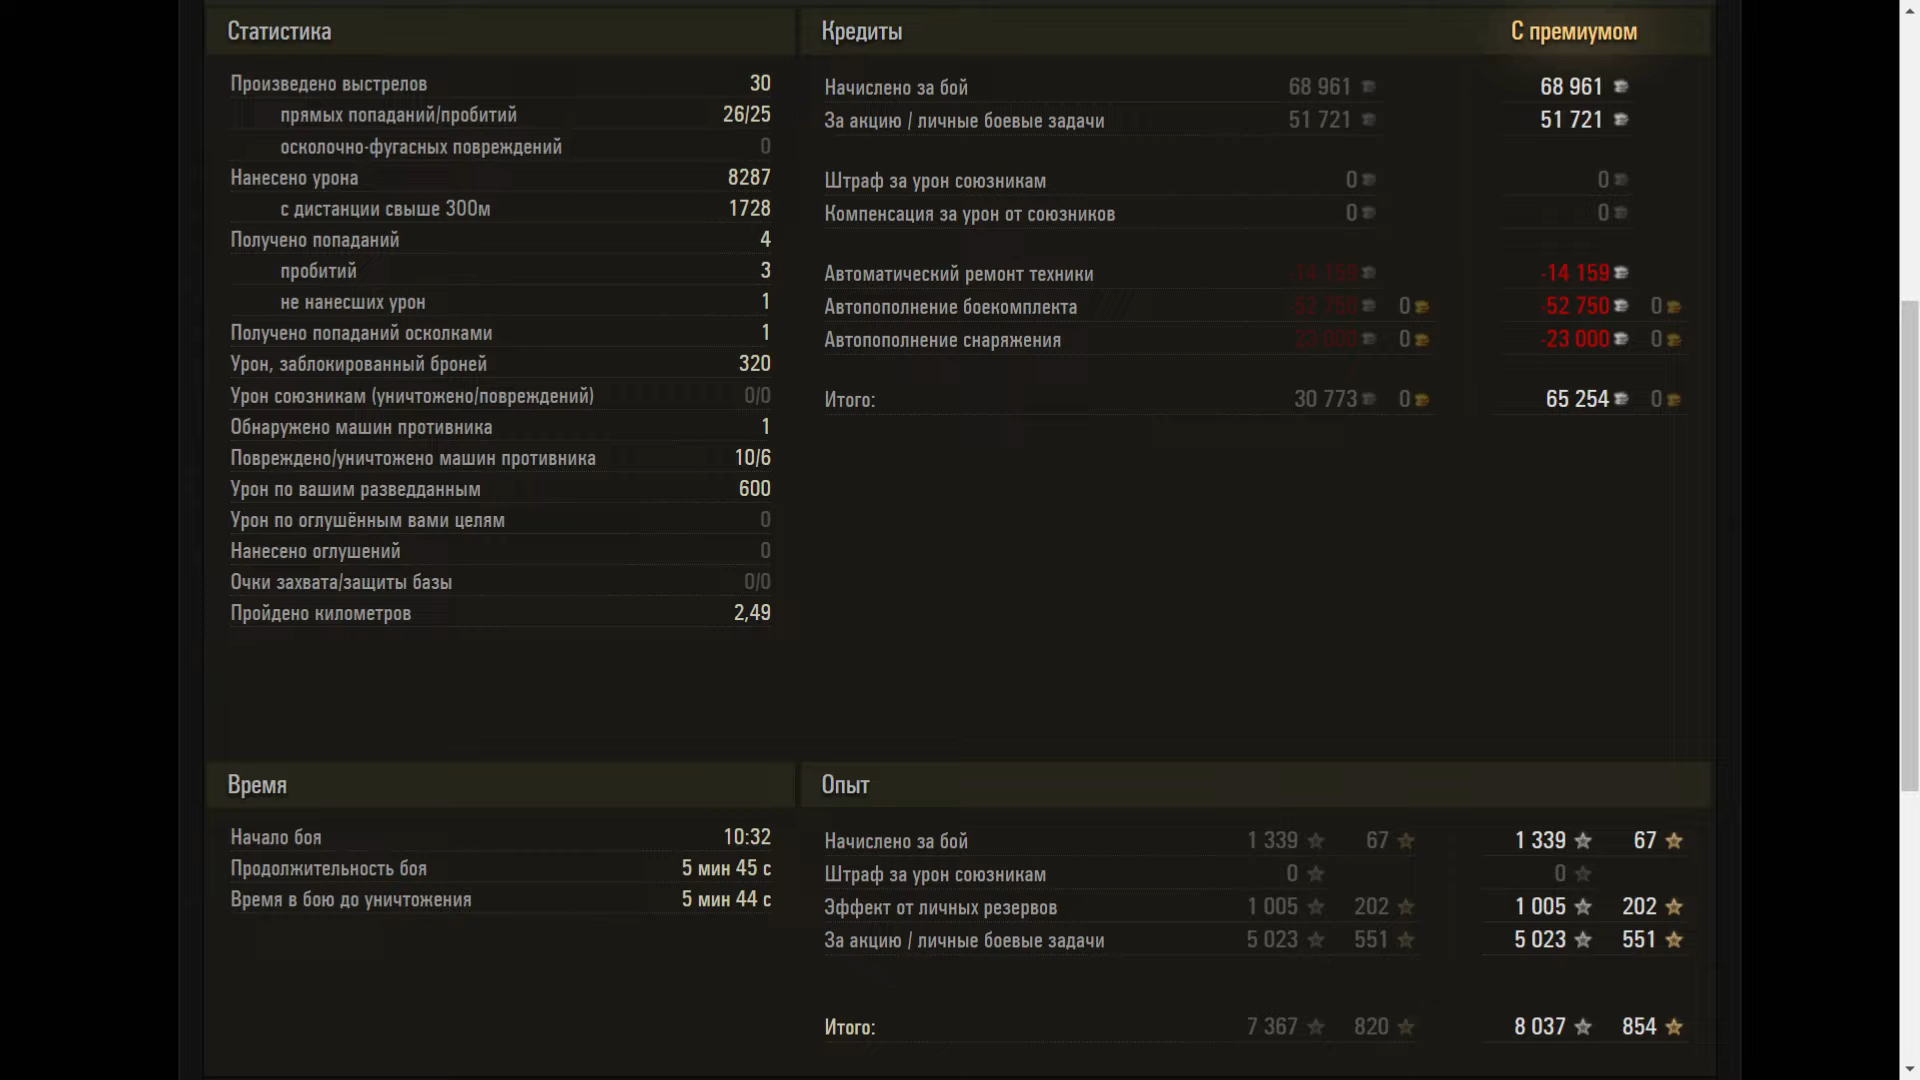 Статистика
Произведено выстрелов 30
прямых попаданий/пробитий 26/25
осколочно-фугасных повреждений 0
Нанесено урона 8287
с дистанции свыше 300м 1728
Получено попаданий 4
пробитий 3
не нанесших урон 1
Получено попаданий осколками 1
Урон, заблокированный броней 320
Урон союзникам (уничтожено/повреждений) 0/0
Обнаружено машин противника 1
Повреждено/уничтожено машин противника 10/6
Урон по вашим разведданным 600
Урон по оглушённым вами целям 0
Нанесено оглушений 0
Очки захвата/защиты базы 0/0
Пройдено километров 2,49
Кредиты С премиумом
Начислено за бой 68 961 68 961
За акцию / личные боевые задачи 51 721 51 721
Штраф за урон союзникам 0 0
Компенсация за урон от союзников 0 0
Автоматический ремонт техники -14 159 -14 159
Автопополнение боекомплекта -52 750 0 -52 750 0
Автопополнение снаряжения -23 000 0 -23 000 0
Итого: 30 773 0 65 254 0
Время
Начало боя 10:32
Продолжительность боя 5 мин 45 с
Время в бою до уничтожения 5 мин 44 с
Опыт
Начислено за бой 1 339 67 1 339 67
Штраф за урон союзникам 0 0
Эффект от личных резервов 1 005 202 1 005 202
За акцию / личные боевые задачи 5 023 551 5 023 551
Итого: 7 367 820 8 037 854